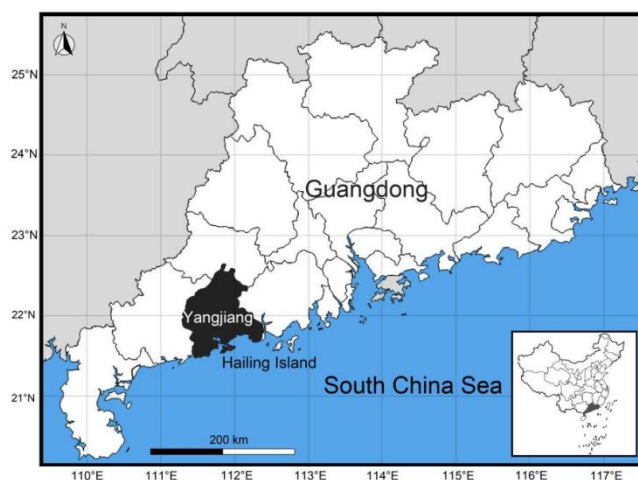 N
25°N
24°N
Guangdong
23°N
Yangjiang
22°N
Hailing Island
South China Sea
21°N
200 km
110°E 111°E 112°E 113°E 114°E 115°E 116°E 117°E